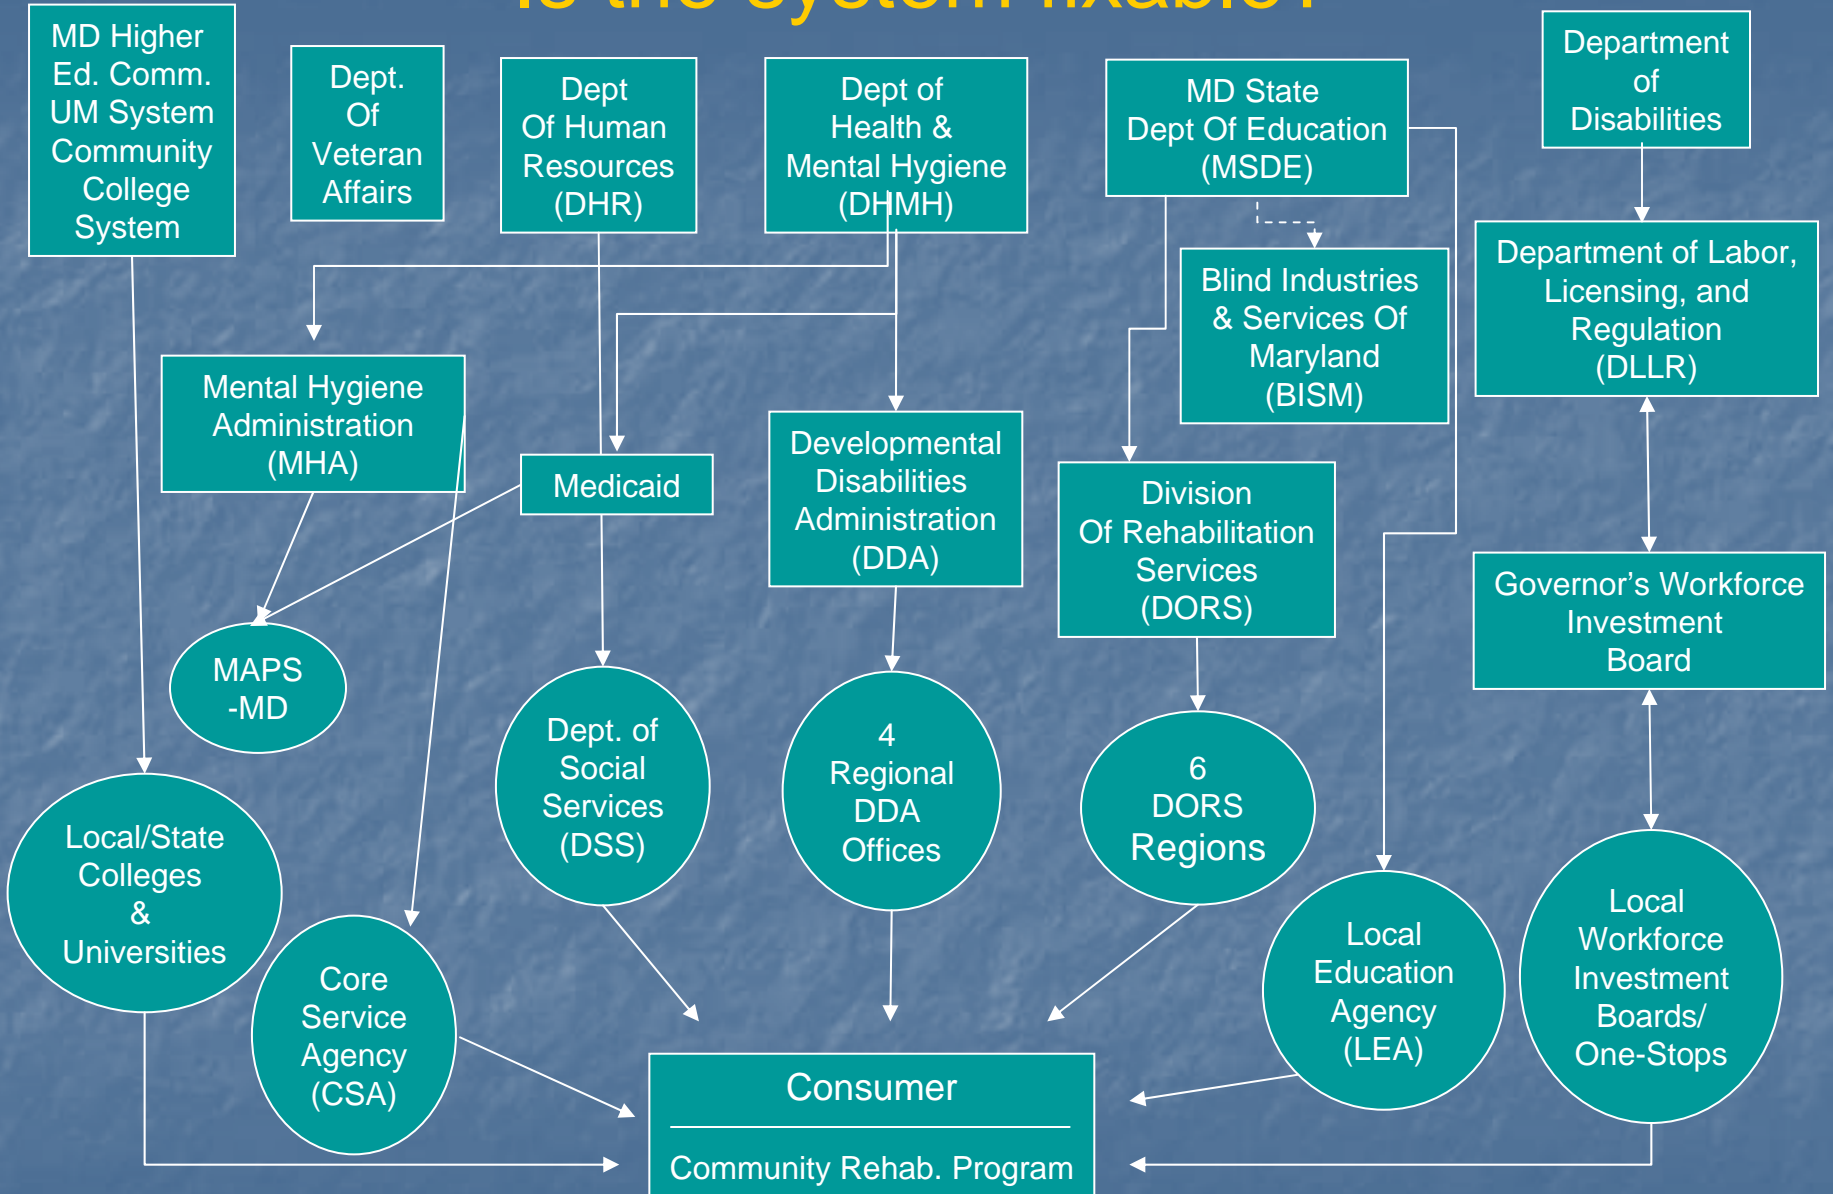 Is the system fixable?
MD Higher
Ed. Comm.
UM System
Community
College
System
Dept.
Of
Veteran
Affairs
Dept
Of Human
Resources
(DHR)
Dept of
Health &
Mental Hygiene
(DHMH)
MD State
Dept Of Education
(MSDE)
Department
of
Disabilities
Blind Industries
& Services Of
Maryland
(BISM)
Department of Labor,
Licensing, and
Regulation
(DLLR)
Mental Hygiene
Administration
(MHA)
Medicaid
Developmental
Disabilities
Administration
(DDA)
Division
Of Rehabilitation
Services
(DORS)
Governor’s Workforce
Investment
Board
MAPS
-MD
Dept. of
Social
Services
(DSS)
4
Regional
DDA
Offices
6
DORS
Regions
Local/State
Colleges
&
Universities
Core
Service
Agency
(CSA)
Local
Education
Agency
(LEA)
Local
Workforce
Investment
Boards/
One-Stops
Consumer
Community Rehab. Program